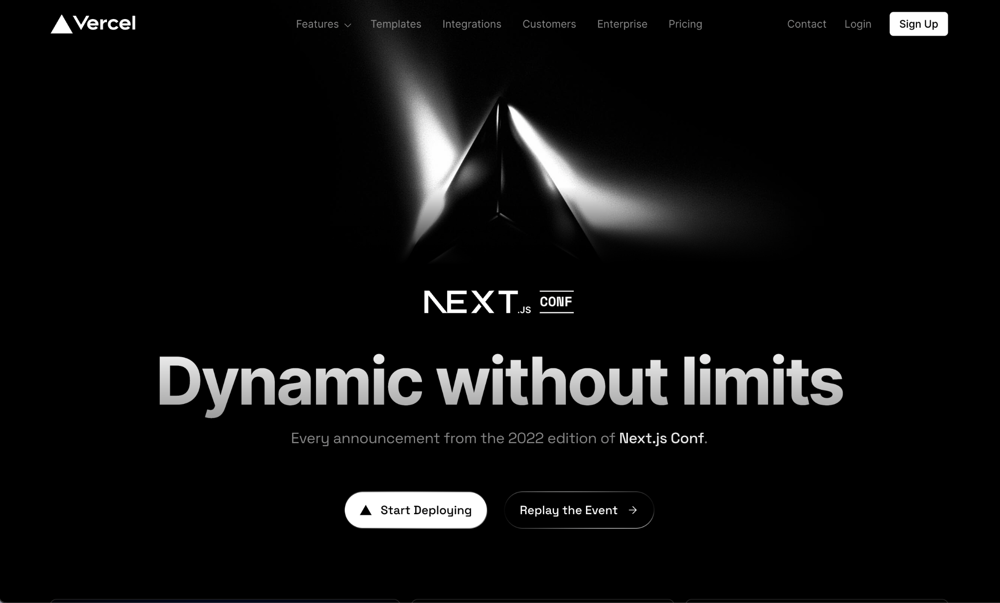 Vercel
Features
Templates
Integrations
Customers
Enterprise
Pricing
Contact
Login
Sign Up
NEXT.JS CONF
Dynamic without limits
Every announcement from the 2022 edition of Next.js Conf.
Start Deploying
Replay the Event →